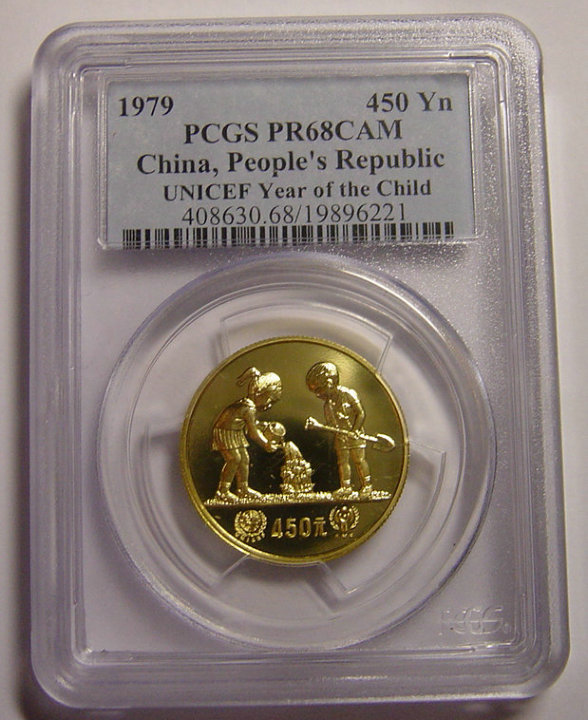 1979 450 Yn
PCGS PR68CAM
China, People's Republic
UNICEF Year of the Child
408630.68/19896221
450元
PCGS